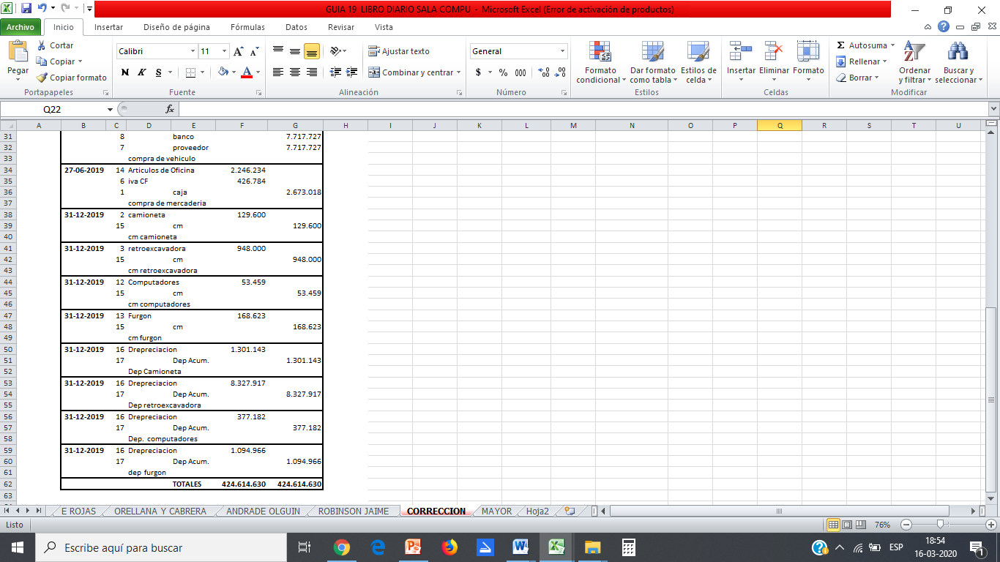 GUIA 19 LIBRO DIARIO SALA COMPU - Microsoft Excel (Error de activación de productos)
Archivo Inicio Insertar Diseño de página Fórmulas Datos Revisar Vista
Pegar Cortar Copiar Copiar formato
Portapapeles
Calibri 11
N K S A
Fuente
Ajustar texto
Combinar y centrar
Alineación
General
$ % 000
Número
Formato condicional Dar formato como tabla Estilos de celda
Estilos
Insertar Eliminar Formato
Celdas
Σ Autosuma Rellenar Borrar Ordenar y filtrar Buscar y seleccionar
Modificar
Q22 fx
A B C D E F G H I J K L M N O P Q R S T U
31 8 banco 7.717.727
32 7 proveedor 7.717.727
33 compra de vehiculo
34 27-06-2019 14 Articulos de Oficina 2.246.234
35 6 iva CF 426.784
36 1 caja 2.673.018
37 compra de mercaderia
38 31-12-2019 2 camioneta 129.600
39 15 cm 129.600
40 cm camioneta
41 31-12-2019 3 retroexcavadora 948.000
42 15 cm 948.000
43 cm retroexcavadora
44 31-12-2019 12 Computadores 53.459
45 15 cm 53.459
46 cm computadores
47 31-12-2019 13 Furgon 168.623
48 15 cm 168.623
49 cm furgon
50 31-12-2019 16 Drepreciacion 1.301.143
51 17 Dep Acum. 1.301.143
52 Dep Camioneta
53 31-12-2019 16 Drepreciacion 8.327.917
54 17 Dep Acum. 8.327.917
55 Dep retroexcavadora
56 31-12-2019 16 Drepreciacion 377.182
57 17 Dep Acum. 377.182
58 Dep. computadores
59 31-12-2019 16 Drepreciacion 1.094.966
60 17 Dep Acum. 1.094.966
61 dep furgon
62 TOTALES 424.614.630 424.614.630
63
E ROJAS ORELLANA Y CABRERA ANDRADE OLGUIN ROBINSON JAIME CORRECCION MAYOR Hoja2
Listo 76%
Escribe aquí para buscar ESP 18:54
16-03-2020 1